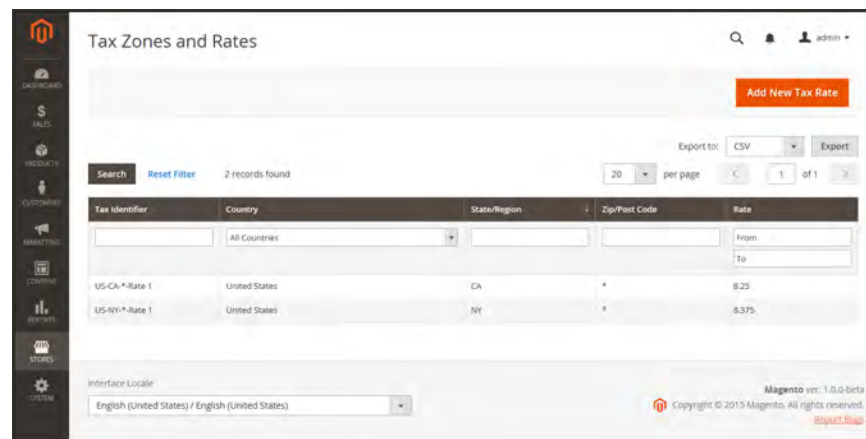 Tax Zones and Rates
admin
DASHBOARD
SALES
PRODUCTS
CUSTOMERS
MARKETING
CONTENT
REPORTS
STORES
SYSTEM
Add New Tax Rate
Export to: CSV Export
Search Reset Filter 2 records found 20 per page 1 of 1
Tax Identifier Country State/Region ↓ Zip/Post Code Rate
All Countries From
To
US-CA-*-Rate 1 United States CA * 8.25
US-NY-*-Rate 1 United States NY * 8.375
Interface Locale
English (United States) / English (United States)
Magento ver. 1.0.0-beta
Copyright © 2015 Magento. All rights reserved.
Report Bugs